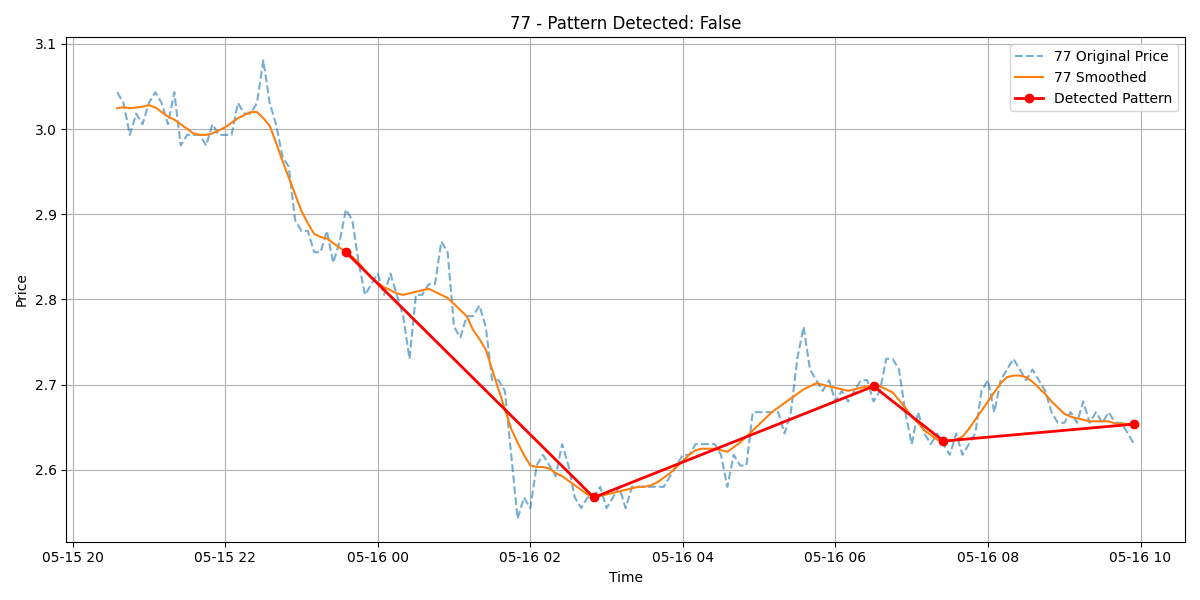 77 - Pattern Detected: False
77 Original Price
77 Smoothed
Detected Pattern
Price
3.1
3.0
2.9
2.8
2.7
2.6
05-15 20
05-15 22
05-16 00
05-16 02
05-16 04
05-16 06
05-16 08
05-16 10
Time